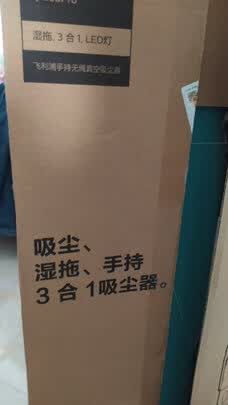 湿拖, 3 合 1, LED灯
飞利浦手持无绳真空吸尘器
吸尘、
湿拖、手持
3 合 1吸尘器。